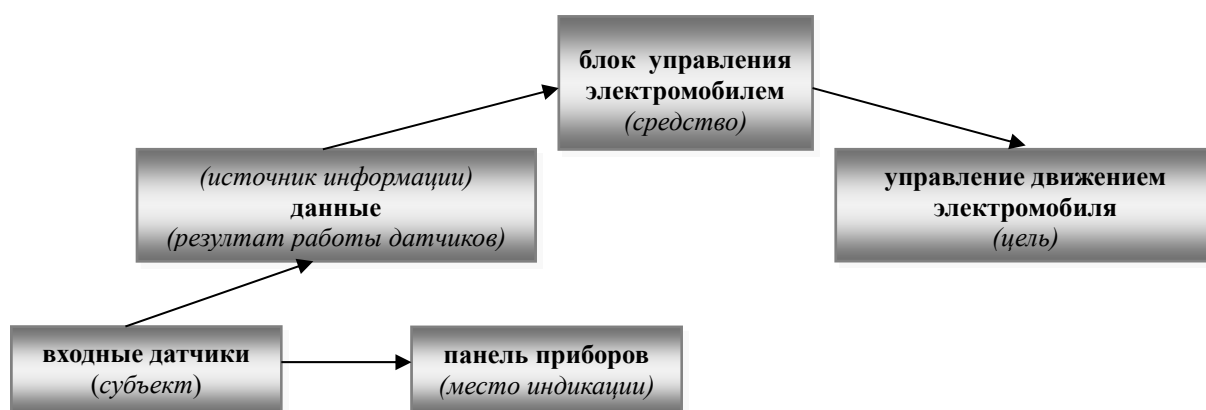 блок управления
электромобилем
(средство)
(источник информации)
данные
(резултат работы датчиков)
управление движением
электромобиля
(цель)
входные датчики
(субъект)
панель приборов
(место индикации)